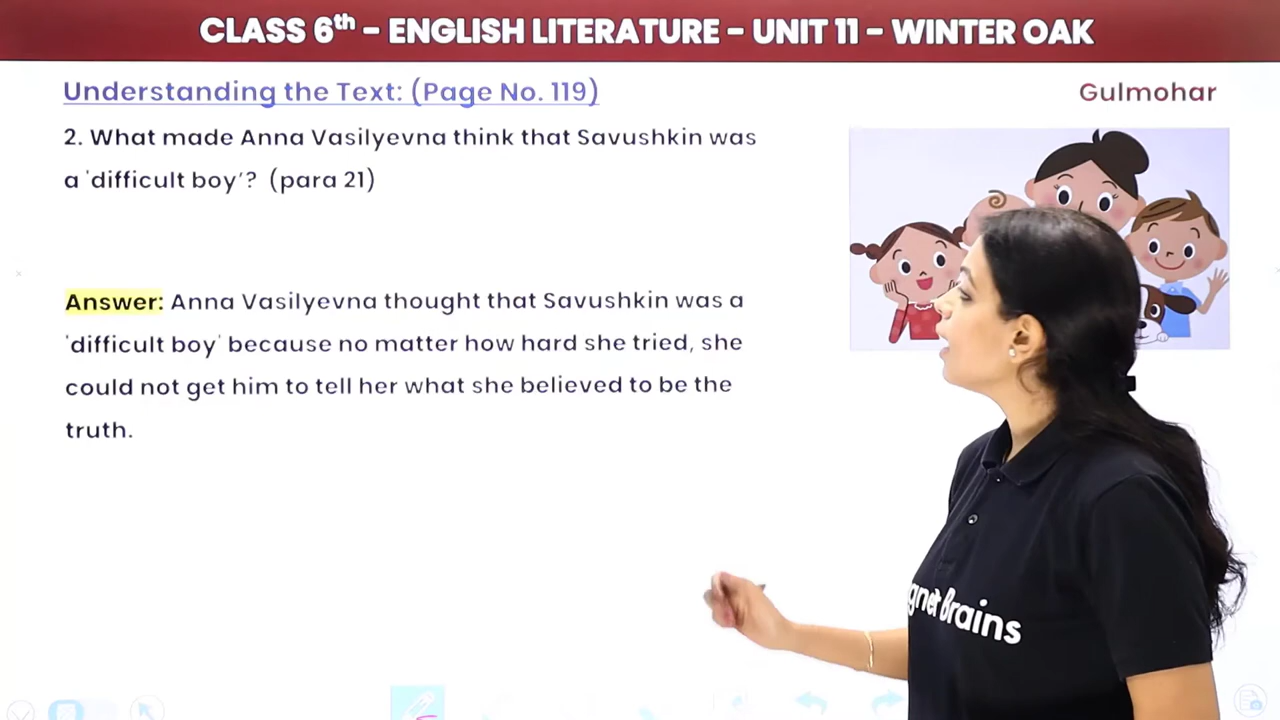 CLASS 6th – ENGLISH LITERATURE – UNIT 11 – WINTER OAK
Understanding the Text: (Page No. 119)
Gulmohar
2. What made Anna Vasilyevna think that Savushkin was
a 'difficult boy'? (para 21)
Answer: Anna Vasilyevna thought that Savushkin was a
'difficult boy' because no matter how hard she tried, she
could not get him to tell her what she believed to be the
truth.
gnet Brains